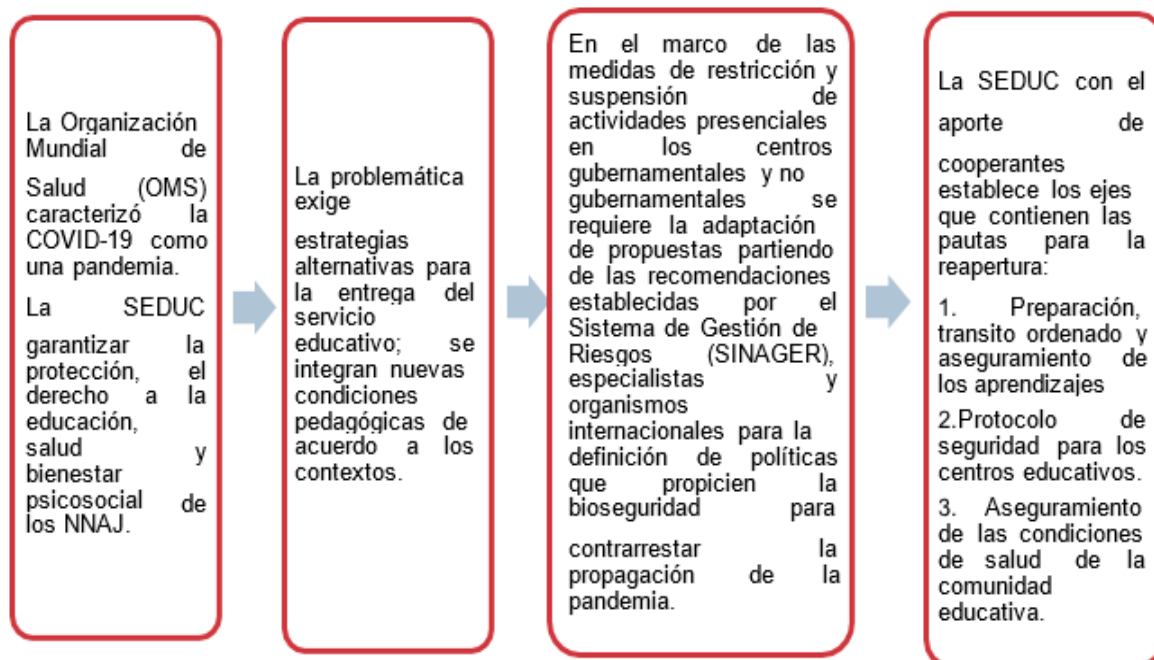 La Organización
Mundial de
Salud (OMS)
caracterizó la
COVID-19 como
una pandemia.
La SEDUC
garantizar la
protección, el
derecho a la
educación,
salud y
bienestar
psicosocial de
los NNAJ.
La problemática
exige
estrategias
alternativas para
la entrega del
servicio
educativo; se
integran nuevas
condiciones
pedagógicas de
acuerdo a los
contextos.
En el marco de las
medidas de restricción y
suspensión de
actividades presenciales
en los centros
gubernamentales y no
gubernamentales se
requiere la adaptación
de propuestas partiendo
de las recomendaciones
establecidas por el
Sistema de Gestión de
Riesgos (SINAGER),
especialistas y
organismos
internacionales para la
definición de políticas
que propicien la
bioseguridad para
contrarrestar la
propagación de la
pandemia.
La SEDUC con el
aporte de
cooperantes
establece los ejes
que contienen las
pautas para la
reapertura:
1. Preparación,
transito ordenado y
aseguramiento de
los aprendizajes
2.Protocolo de
seguridad para los
centros educativos.
3. Aseguramiento
de las condiciones
de salud de la
comunidad
educativa.